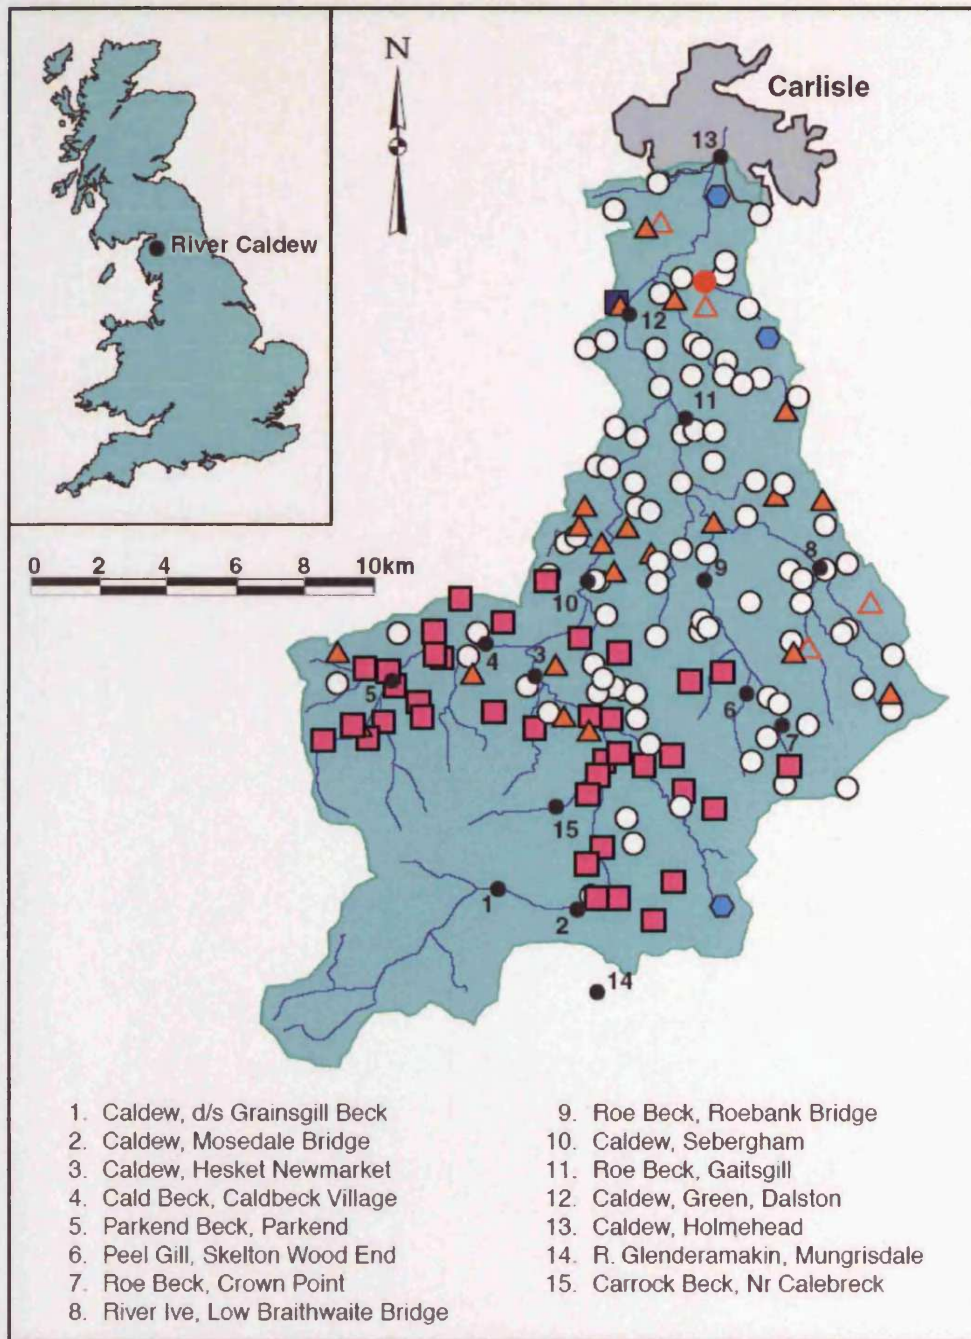 N
Carlisle
River Caldew
13
12
11
10
9
8
0 2 4 6 8 10km
4
3
5
6
7
15
1
2
14
1. Caldew, d/s Grainsgill Beck
2. Caldew, Mosedale Bridge
3. Caldew, Hesket Newmarket
4. Cald Beck, Caldbeck Village
5. Parkend Beck, Parkend
6. Peel Gill, Skelton Wood End
7. Roe Beck, Crown Point
8. River Ive, Low Braithwaite Bridge
9. Roe Beck, Roebank Bridge
10. Caldew, Sebergham
11. Roe Beck, Gaitsgill
12. Caldew, Green, Dalston
13. Caldew, Holmehead
14. R. Glenderamakin, Mungrisdale
15. Carrock Beck, Nr Calebreck